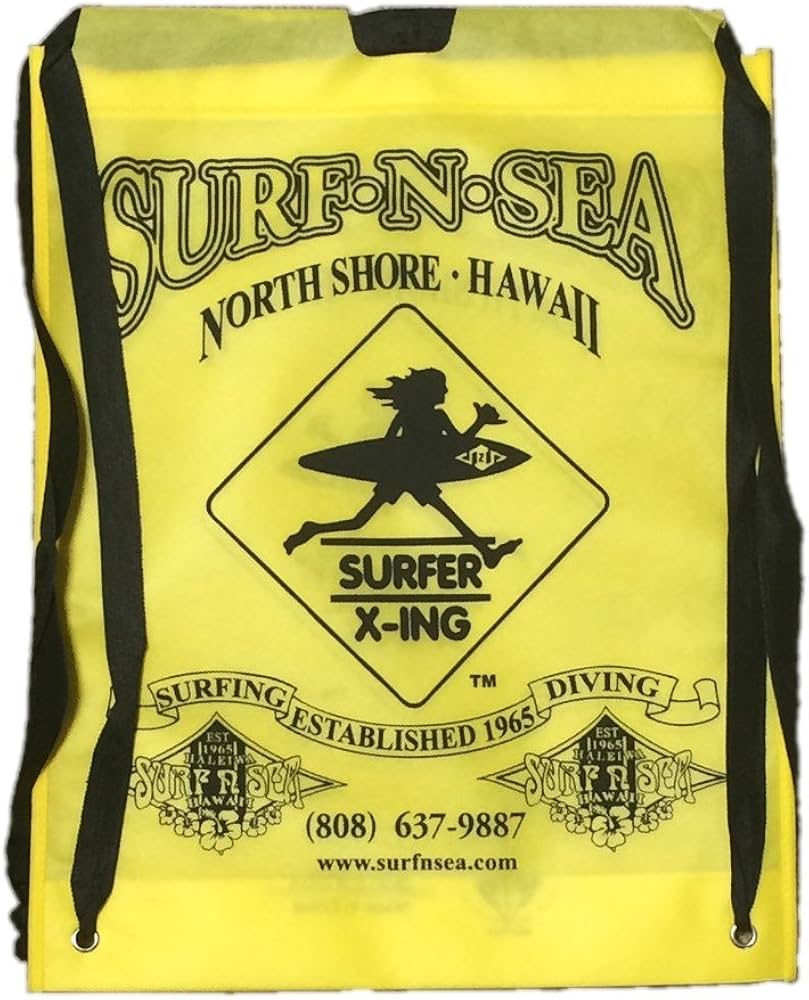 SURF•N•SEA
NORTH SHORE • HAWAII
SURFER
X-ING
TM
SURFING
ESTABLISHED 1965
DIVING
EST
1965
HALEIWA
SURF N SEA
HAWAII
EST
1965
HALEIWA
SURF N SEA
HAWAII
(808) 637-9887
www.surfnsea.com